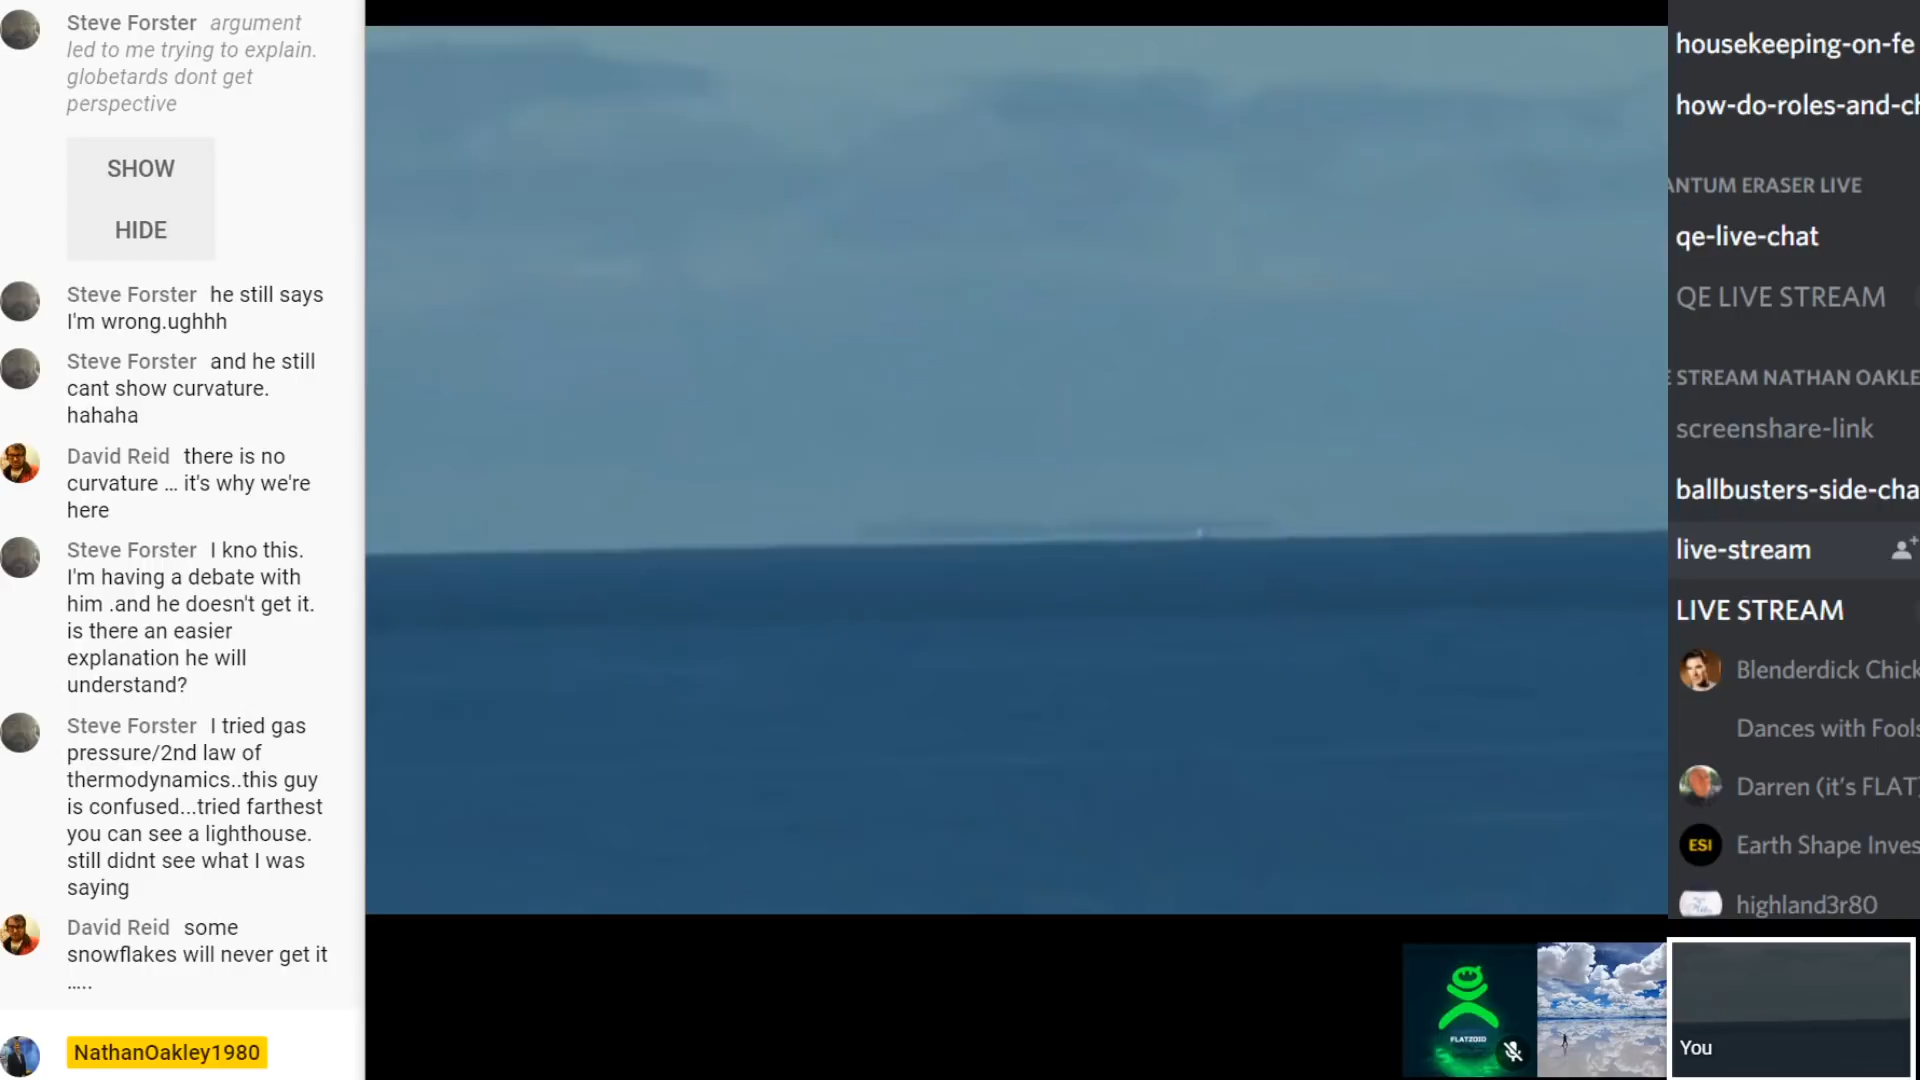 Steve Forster argument
led to me trying to explain.
globetards dont get
perspective
SHOW
HIDE
Steve Forster he still says
I'm wrong.ughhh
Steve Forster and he still
cant show curvature.
hahaha
David Reid there is no
curvature ... it's why we're
here
Steve Forster I kno this.
I'm having a debate with
him .and he doesn't get it.
is there an easier
explanation he will
understand?
Steve Forster I tried gas
pressure/2nd law of
thermodynamics..this guy
is confused...tried farthest
you can see a lighthouse.
still didnt see what I was
saying
David Reid some
snowflakes will never get it
.....
NathanOakley1980
housekeeping-on-fe
how-do-roles-and-ch
ANTUM ERASER LIVE
qe-live-chat
QE LIVE STREAM
E STREAM NATHAN OAKLE
screenshare-link
ballbusters-side-cha
live-stream
LIVE STREAM
Blenderdick Chick
Dances with Fools
Darren (it's FLAT)
ESI
Earth Shape Inves
highland3r80
FLATZOID
You